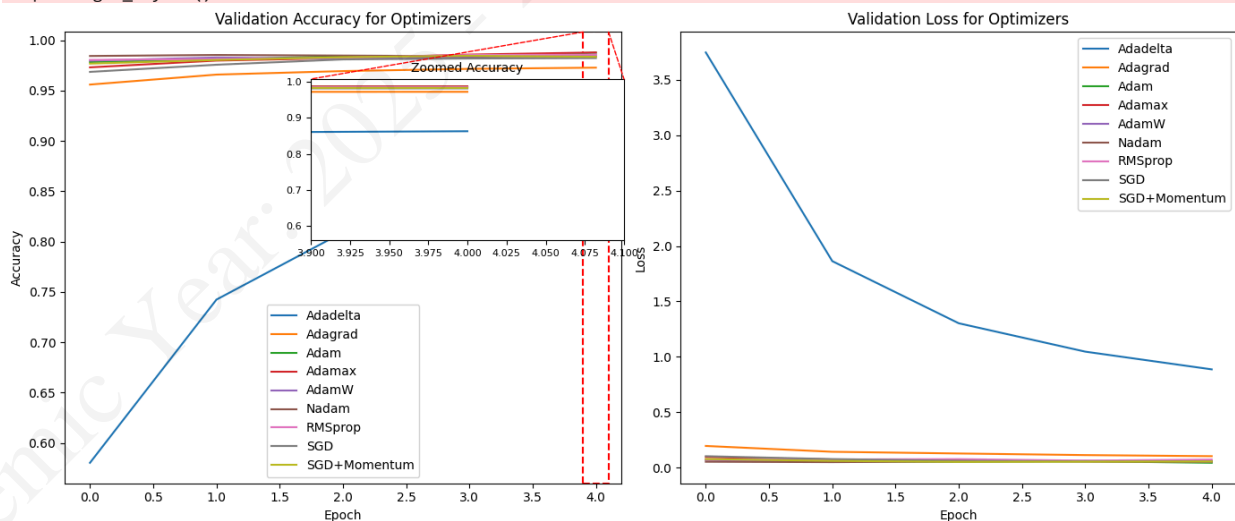 Validation Accuracy for Optimizers
1.00
0.95
0.90
0.85
0.80
0.75
0.70
0.65
0.60
Accuracy
0.0 0.5 1.0 1.5 2.0 2.5 3.0 3.5 4.0
Epoch
Zoomed Accuracy
1.0
0.9
0.8
0.7
0.6
3.900 3.925 3.950 3.975 4.000 4.025 4.050 4.075 4.100
Adadelta
Adagrad
Adam
Adamax
AdamW
Nadam
RMSprop
SGD
SGD+Momentum
Validation Loss for Optimizers
3.5
3.0
2.5
2.0
1.5
1.0
0.5
0.0
Loss
0.0 0.5 1.0 1.5 2.0 2.5 3.0 3.5 4.0
Epoch
Adadelta
Adagrad
Adam
Adamax
AdamW
Nadam
RMSprop
SGD
SGD+Momentum
emic Year: 2025-